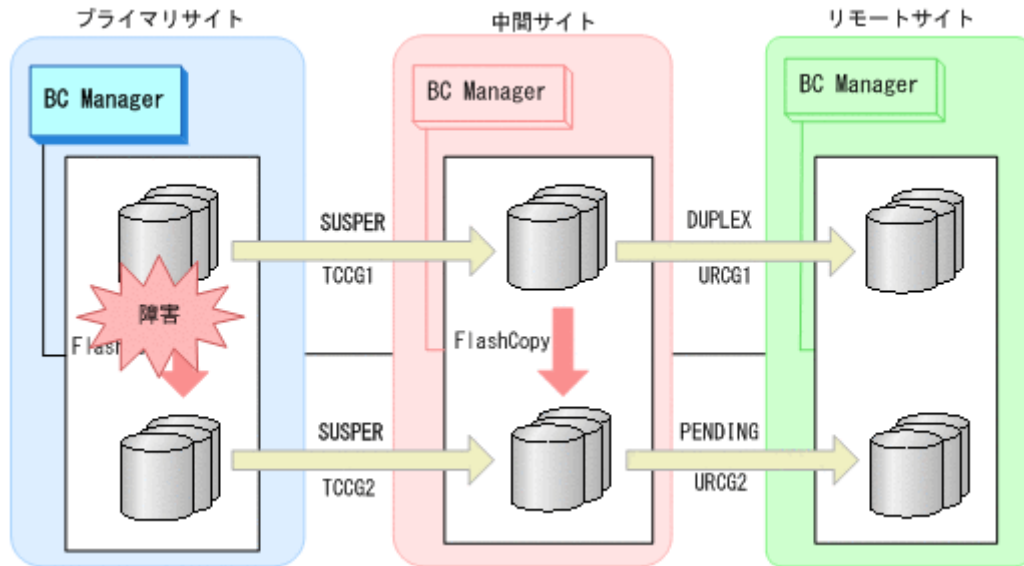 プライマリサイト
中間サイト
リモートサイト
BC Manager
BC Manager
BC Manager
SUSPER
TCCG1
DUPLEX
URCG1
障害
Flash
FlashCopy
SUSPER
TCCG2
PENDING
URCG2